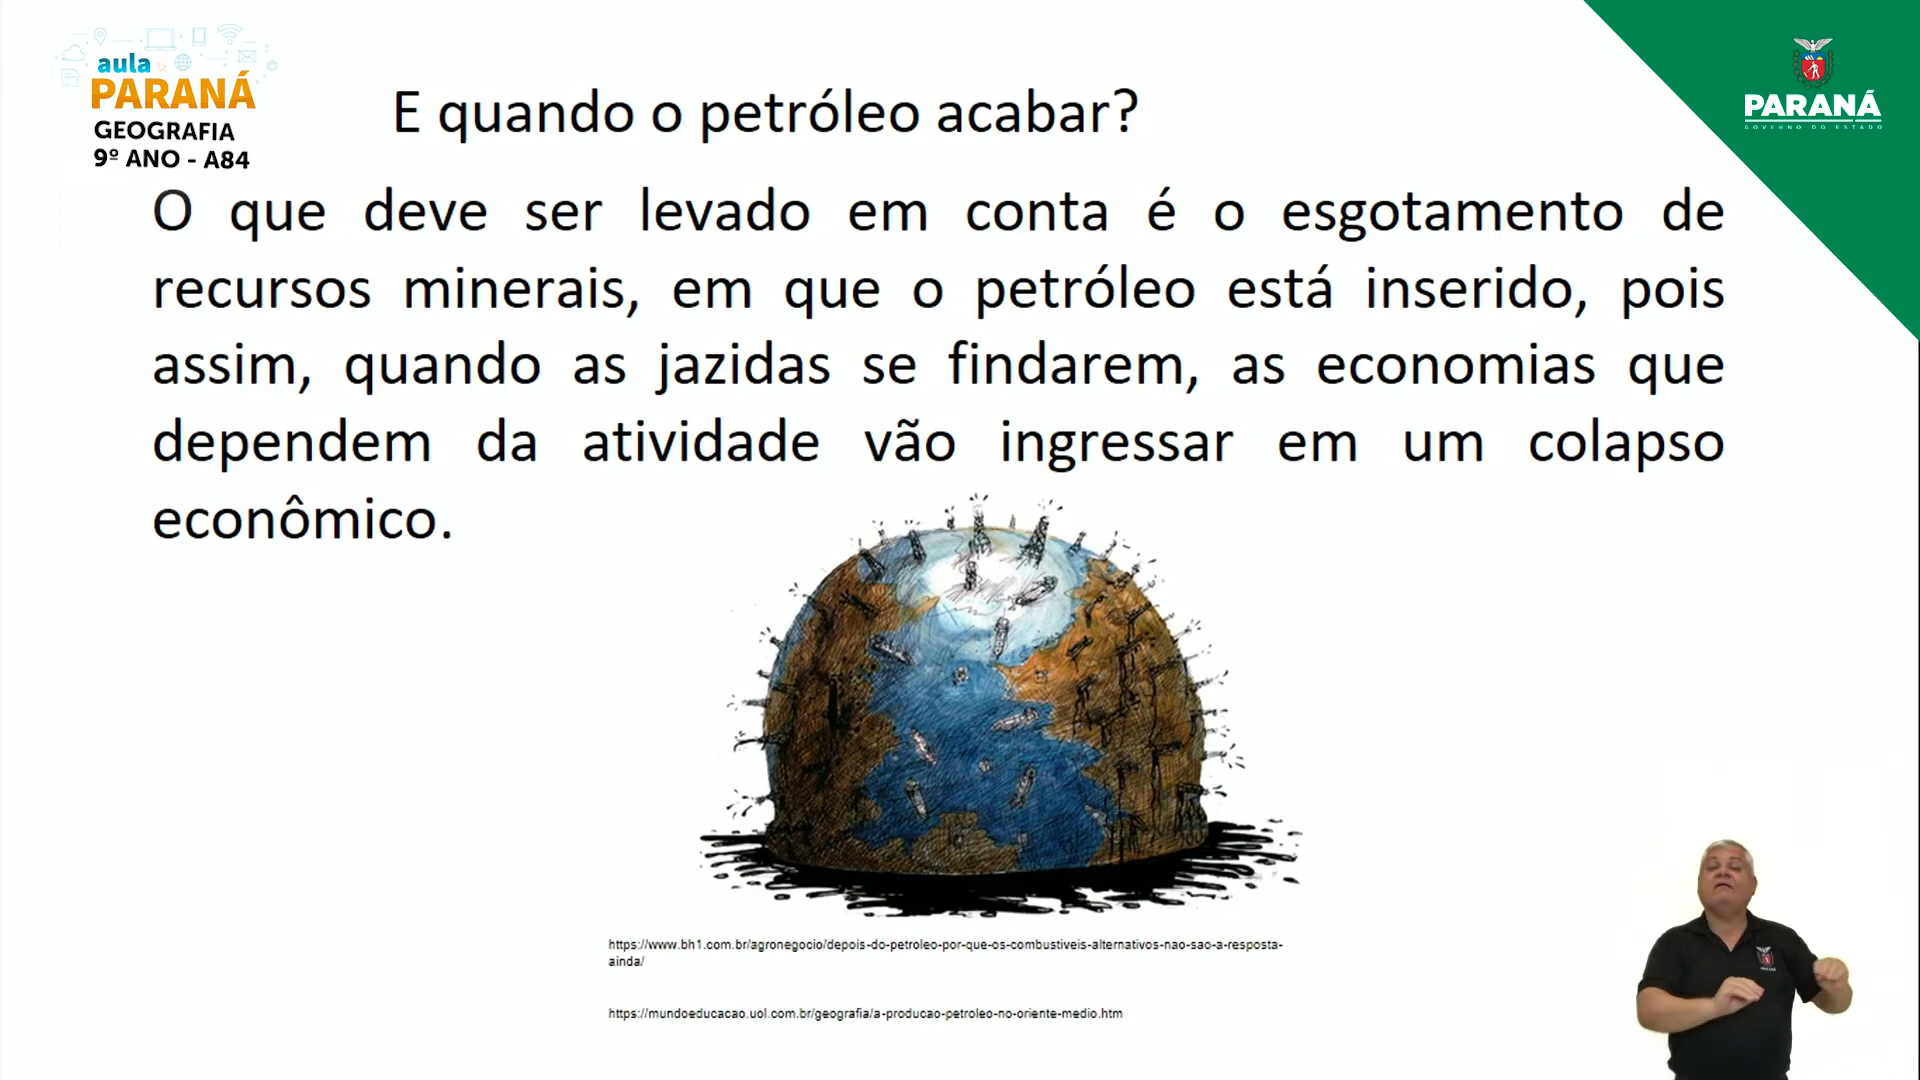 aula
PARANÁ
GEOGRAFIA
9º ANO - A84
PARANÁ
GOVERNO DO ESTADO
E quando o petróleo acabar?
O que deve ser levado em conta é o esgotamento de
recursos minerais, em que o petróleo está inserido, pois
assim, quando as jazidas se findarem, as economias que
dependem da atividade vão ingressar em um colapso
econômico.
https://www.bh1.com.br/agronegocio/depois-do-petroleo-por-que-os-combustiveis-alternativos-nao-sao-a-resposta-
ainda/
https://mundoeducacao.uol.com.br/geografia/a-producao-petroleo-no-oriente-medio.htm